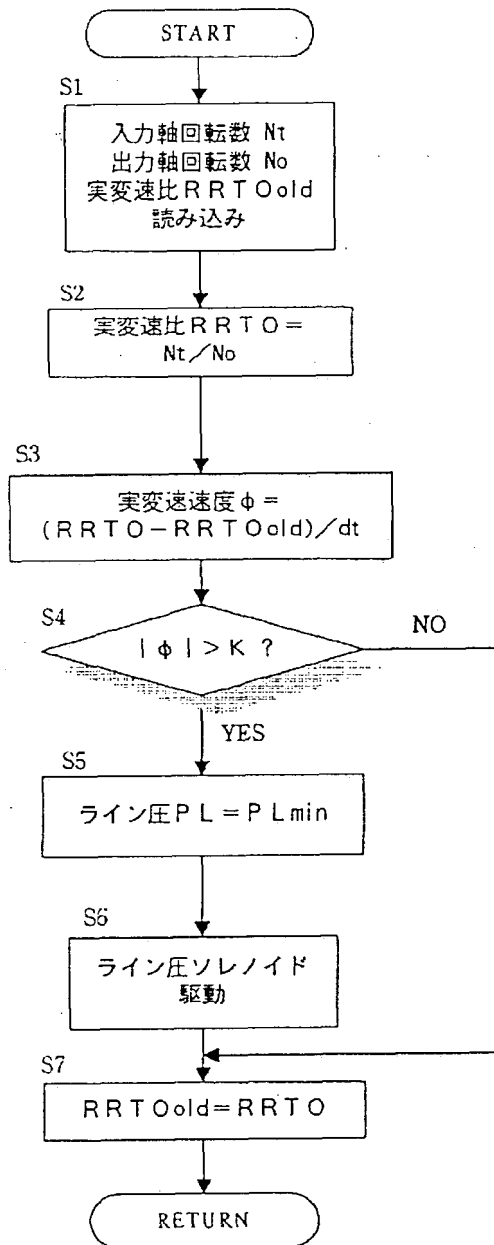 START
S1
入力軸回転数 Nt
出力軸回転数 No
実変速比RRTOold
読み込み
S2
実変速比RRTO=
Nt/No
S3
実変速速度φ=
(RRTO-RRTOold)/dt
S4
|φ|>K ?
NO
YES
S5
ライン圧PL=PLmin
S6
ライン圧ソレノイド
駆動
S7
RRTOold=RRTO
RETURN